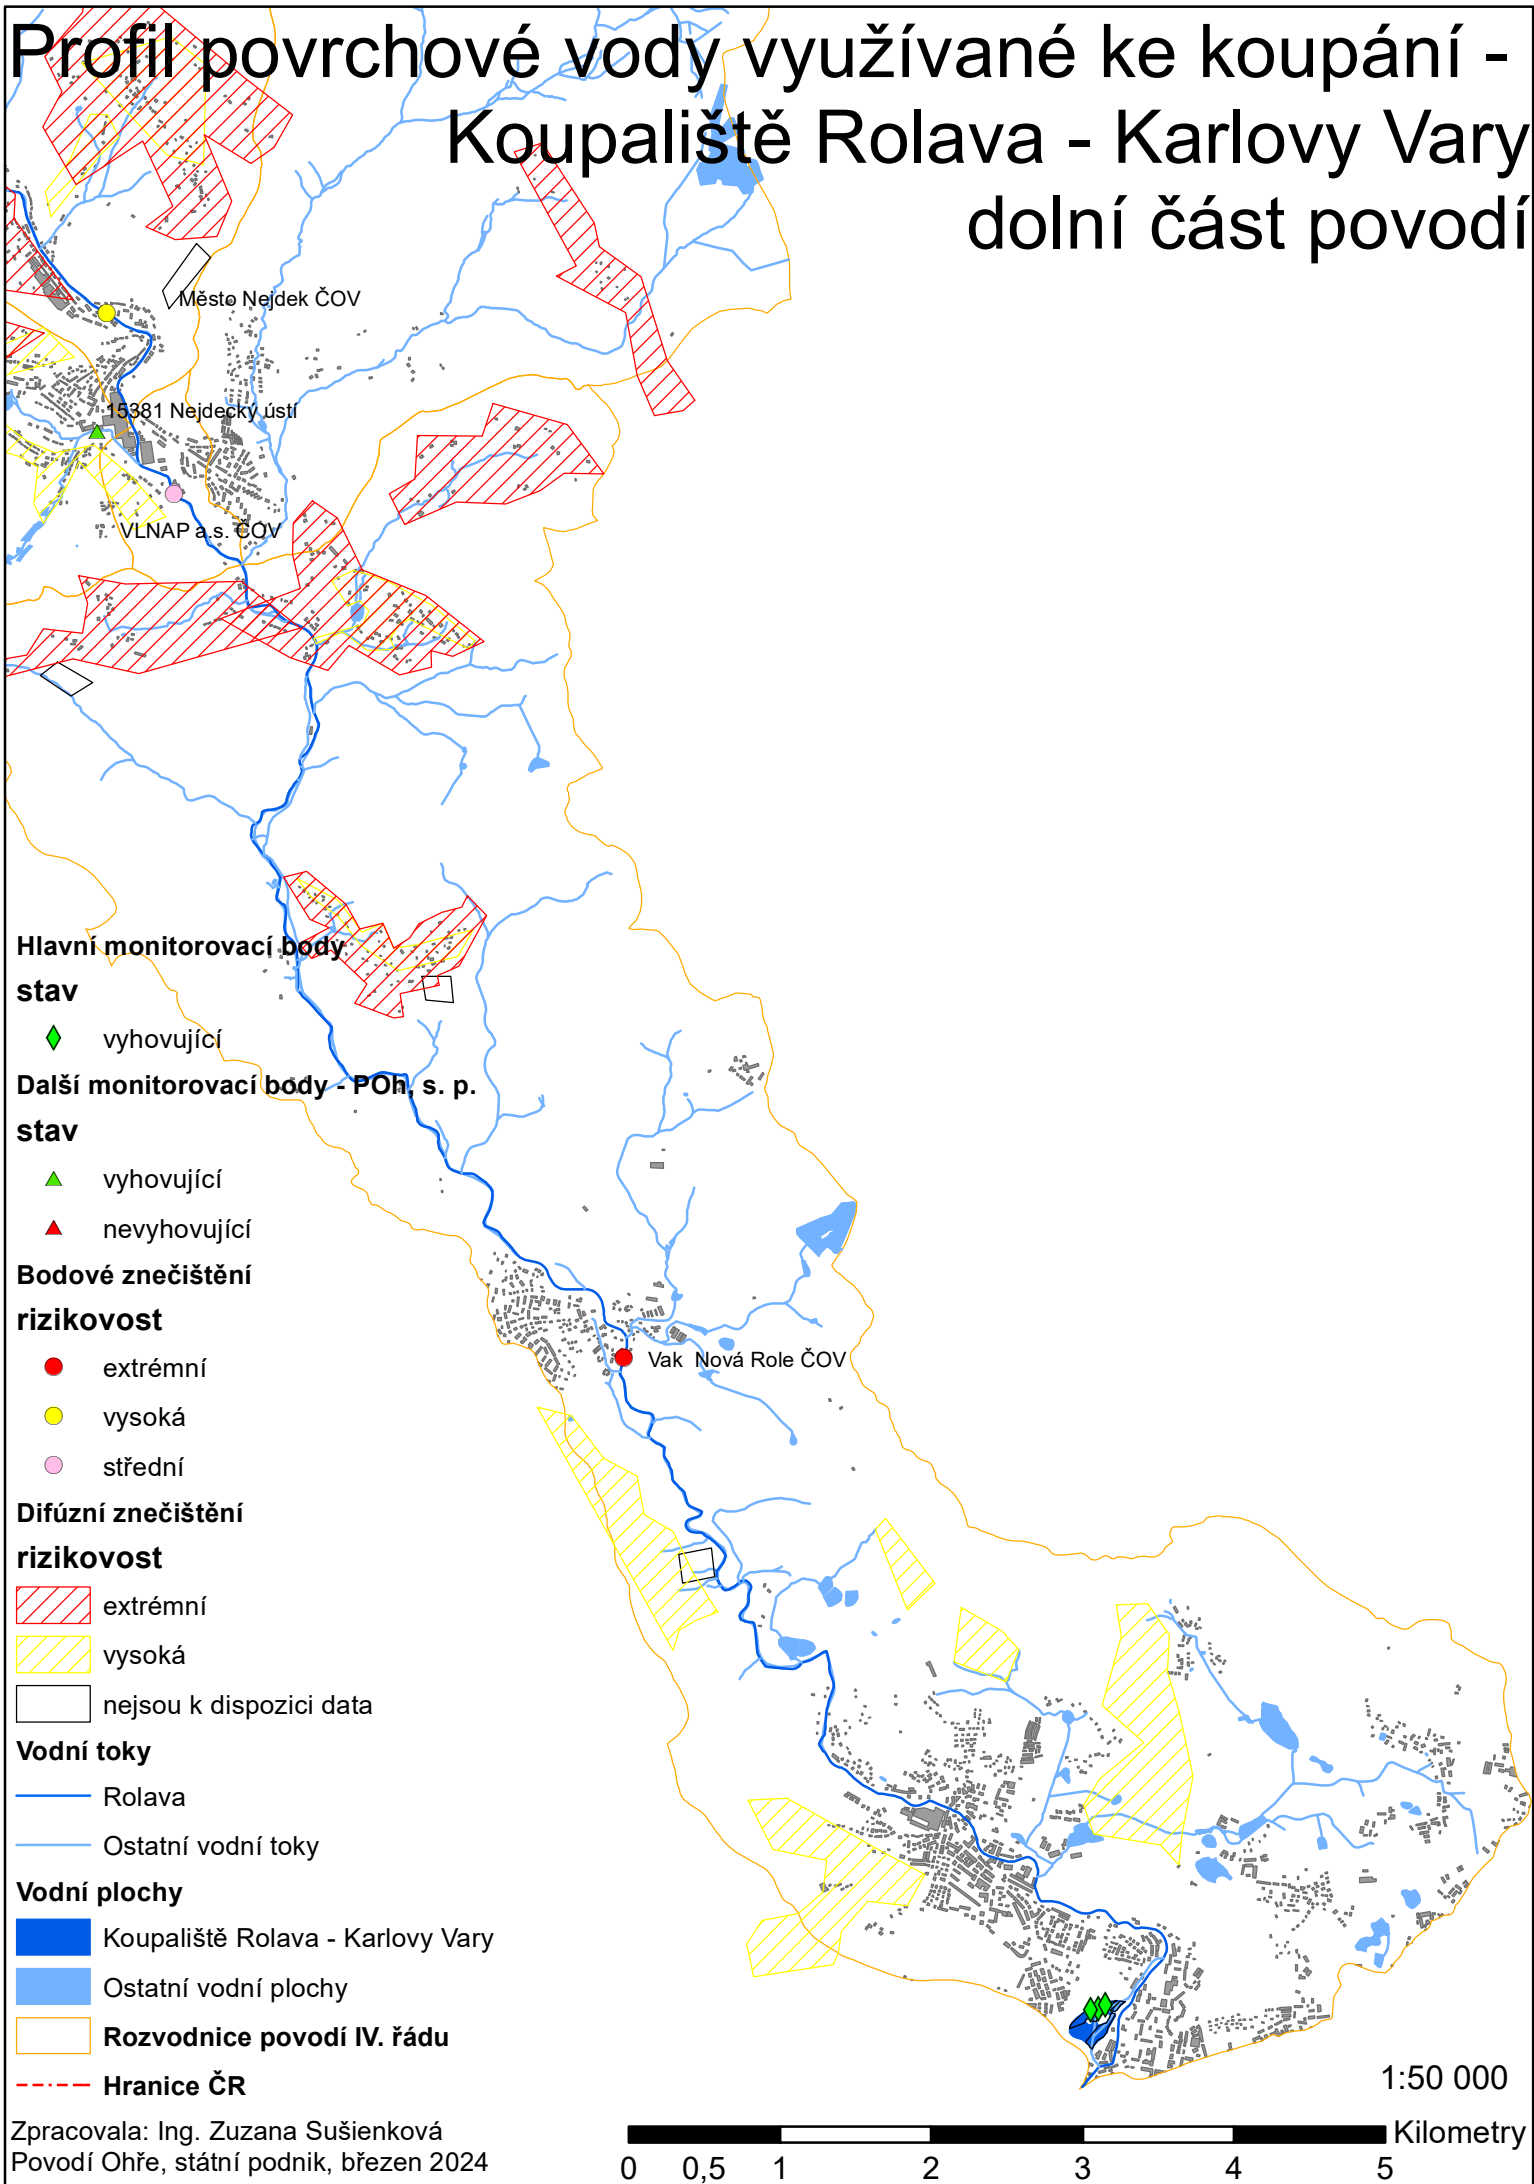 Profil povrchové vody využívané ke koupání -
Koupaliště Rolava - Karlovy Vary
dolní část povodí
Město Nejdek ČOV
15381 Nejdecký ústí
VLNAP a.s. ČOV
Vak  Nová Role ČOV
Hlavní monitorovací body
stav
vyhovující
Další monitorovací body - POh, s. p.
stav
vyhovující
nevyhovující
Bodové znečištění
rizikovost
extrémní
vysoká
střední
Difúzní znečištění
rizikovost
extrémní
vysoká
nejsou k dispozici data
Vodní toky
Rolava
Ostatní vodní toky
Vodní plochy
Koupaliště Rolava - Karlovy Vary
Ostatní vodní plochy
Rozvodnice povodí IV. řádu
Hranice ČR
Zpracovala: Ing. Zuzana Sušienková
Povodí Ohře, státní podnik, březen 2024
1:50 000
Kilometry
0 0,5 1 2 3 4 5